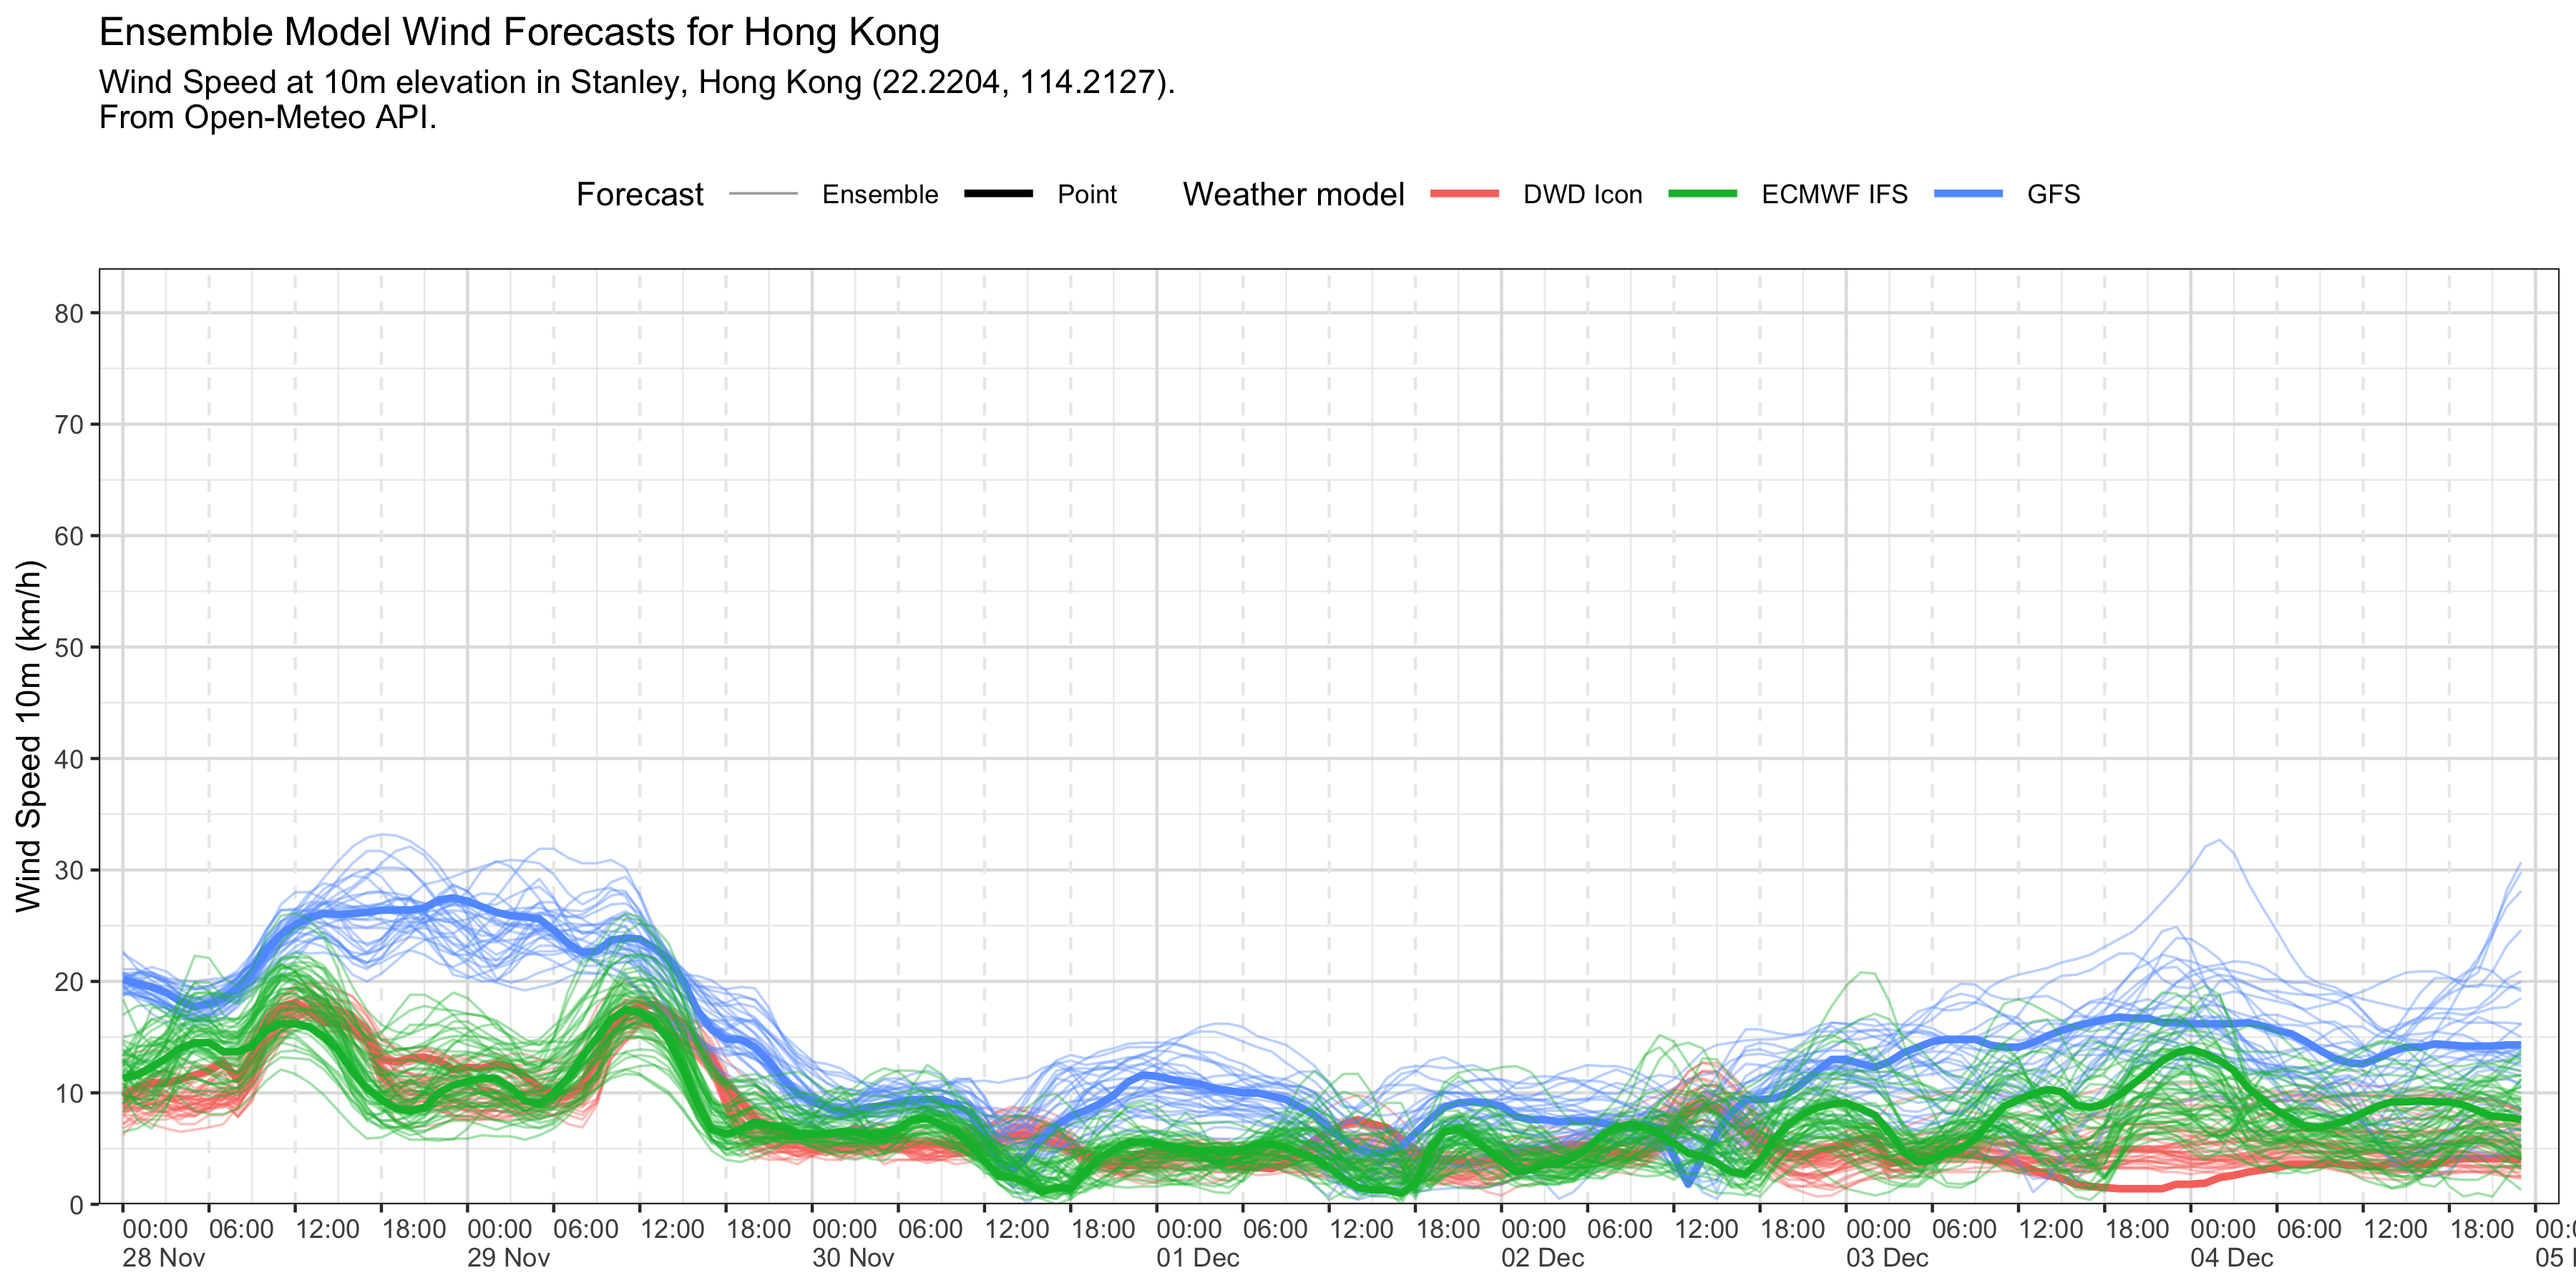 Ensemble Model Wind Forecasts for Hong Kong
Wind Speed at 10m elevation in Stanley, Hong Kong (22.2204, 114.2127).
From Open-Meteo API.
Forecast Ensemble Point Weather model DWD Icon ECMWF IFS GFS
Wind Speed 10m (km/h)
80
70
60
50
40
30
20
10
0
00:00 06:00 12:00 18:00 00:00 06:00 12:00 18:00 00:00 06:00 12:00 18:00 00:00 06:00 12:00 18:00 00:00 06:00 12:00 18:00 00:00 06:00 12:00 18:00 00:00 06:00 12:00 18:00
28 Nov 29 Nov 30 Nov 01 Dec 02 Dec 03 Dec 04 Dec 05